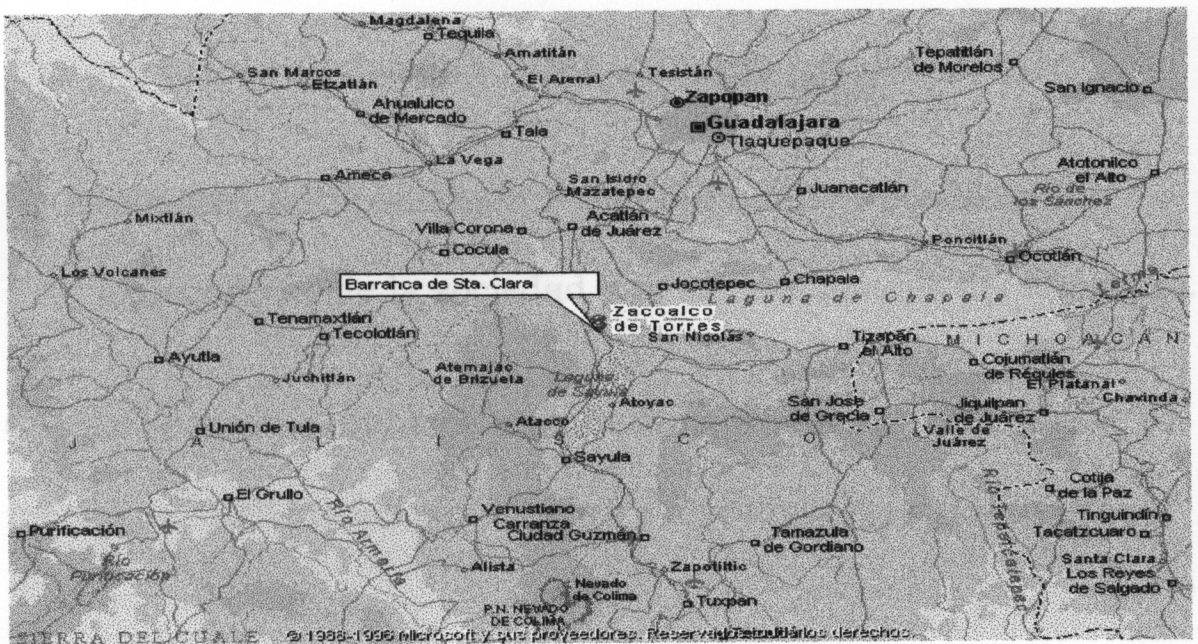 Magdalena
Tequila
Amatitán
Tepatitlán
de Morelos
San Marcos
Etzatlán
El Arenal
Tesistán
San Ignacio
Zapopan
Ahualulco
de Mercado
Guadalajara
Tala
Tlaquepaque
La Vega
Atotonilco
el Alto
Ameca
San Isidro
Mazatepec
Juanacatlán
Río de
los Sánchez
Mixtlán
Villa Corona
Acatlán
de Juárez
Poncitlán
Cocula
Ocotlán
Los Volcanes
Barranca de Sta. Clara
Jocotepec
Chapala
Lerma
Laguna de Chapala
Zacoalco
de Torres
Tenamaxtlán
Tecolotlán
San Nicolás
Tizapán
el Alto
MICHOACÁN
Ayutla
Cojumatlán
de Régules
Juchitlán
Atemajac
de Brizuela
Laguna
de Sayula
El Platanal
Chavinda
Atoyac
San José
de Gracia
Jiquilpan
de Juárez
Unión de Tula
Atacco
Valle de
Juárez
JALISCO
Sayula
Cotija
de la Paz
El Grullo
Río Armería
Río Tepalcatepec
Venustiano
Carranza
Tinguindín
Purificación
Ciudad Guzmán
Tamazula
de Gordiano
Tacatzcuaro
Río
Purificación
Alista
Zapotiltic
Santa Clara
Los Reyes
de Salgado
Nevado
de Colima
P.N. NEVADO
DE COLIMA
Tuxpan
SIERRA DEL CUALE
© 1988-1996 Microsoft y sus proveedores. Reservados todos los derechos.